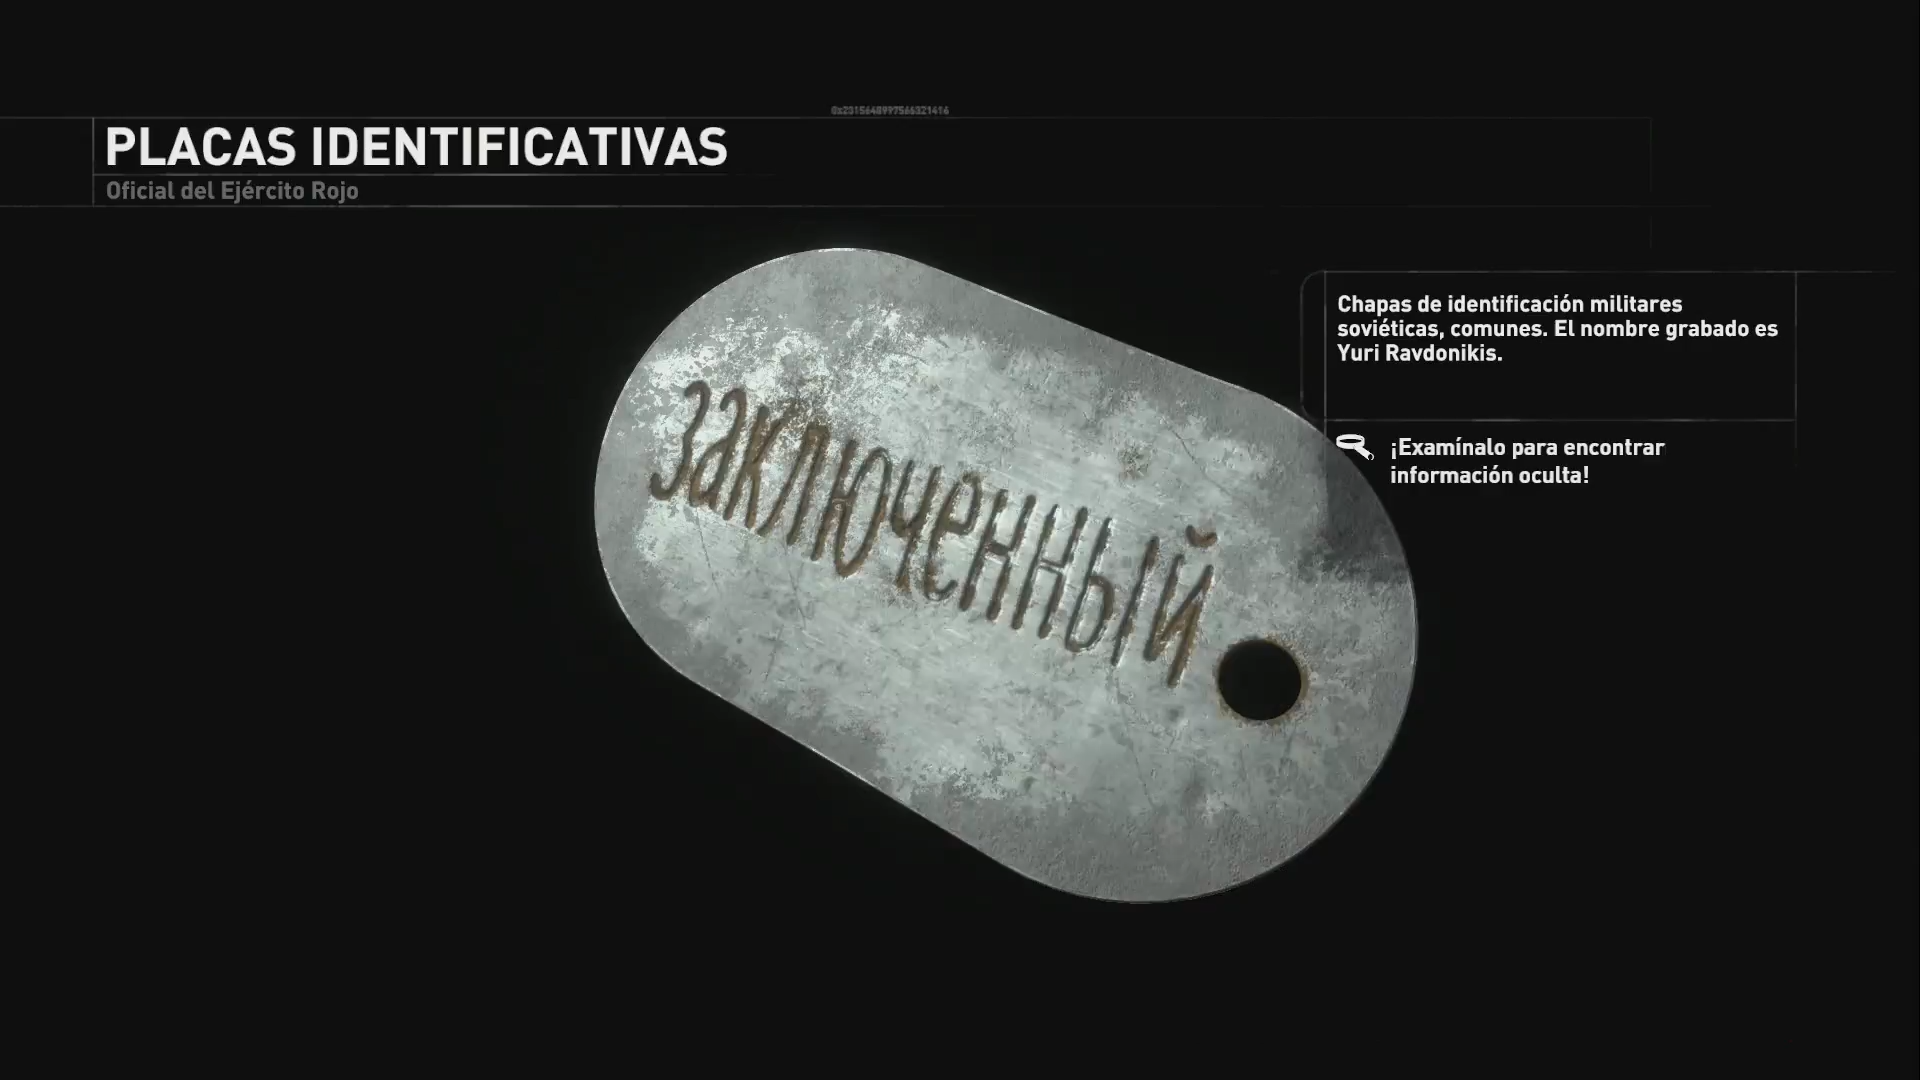 PLACAS IDENTIFICATIVAS
Oficial del Ejército Rojo
Chapas de identificación militares
soviéticas, comunes. El nombre grabado es
Yuri Ravdonikis.
¡Examínalo para encontrar
información oculta!
заключенный